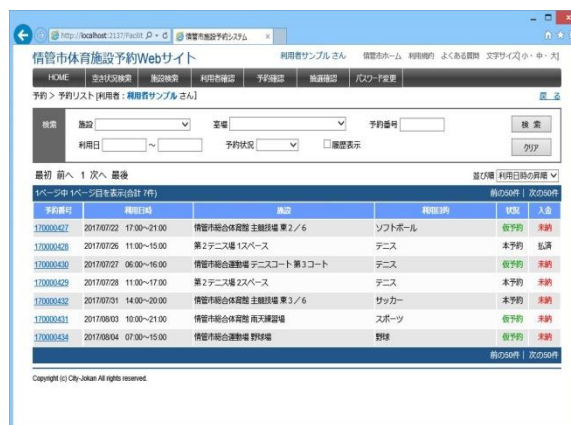 http://localhost:2137/Facilit
情管市施設予約システム
情管市体育施設予約Webサイト
利用者サンプル さん 情管市ホーム 利用規約 よくある質問 文字サイズ[小・中・大]
HOME 空き状況検索 施設検索 利用者確認 予約確認 抽選確認 パスワード変更
予約 > 予約リスト [利用者:利用者サンプル さん] 戻る
検索 施設 室場 予約番号 検 索
利用日 ～ 予約状況 履歴表示 クリア
最初 前へ 1 次へ 最後 並び順 利用日時の昇順
1ページ中 1ページ目を表示(合計 7件) 前の50件 | 次の50件
予約番号 利用日時 施設 利用目的 状況 入金
170000427 2017/07/22 17:00～21:00 情管市総合体育館 主競技場 東2／6 ソフトボール 仮予約 未納
170000428 2017/07/26 11:00～15:00 第2テニス場 1スペース テニス 本予約 払済
170000430 2017/07/27 06:00～16:00 情管市総合運動場 テニスコート 第3コート テニス 仮予約 未納
170000429 2017/07/28 11:00～17:00 第2テニス場 2スペース テニス 本予約 未納
170000432 2017/07/31 14:00～20:00 情管市総合体育館 主競技場 東3／6 サッカー 本予約 未納
170000431 2017/08/03 10:00～21:00 情管市総合体育館 雨天練習場 スポーツ 仮予約 未納
170000434 2017/08/04 07:00～15:00 情管市総合運動場 野球場 野球 仮予約 未納
前の50件 | 次の50件
Copyright (c) City-Jokan All rights reserved.